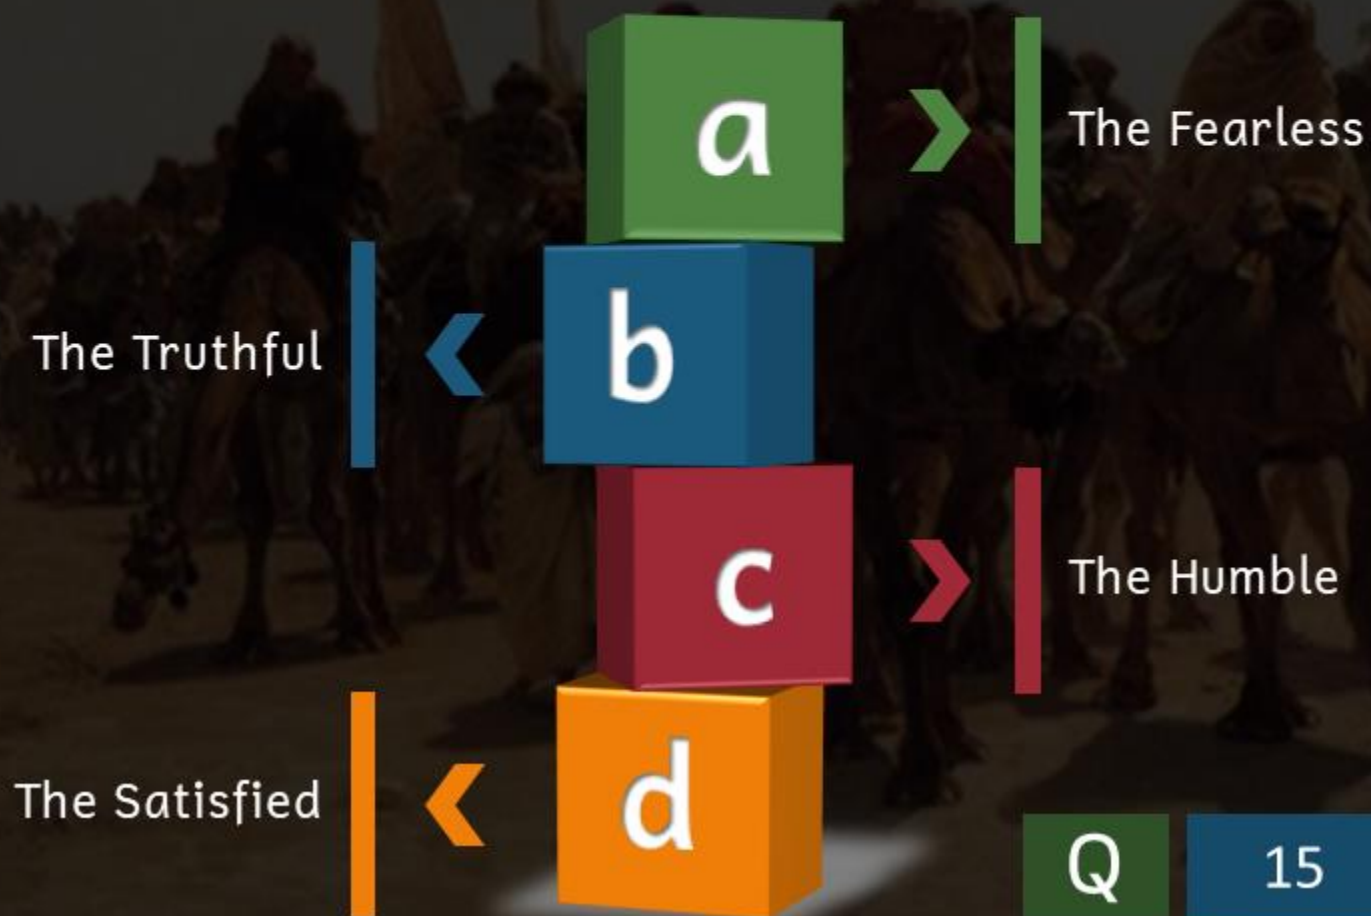 a
The Fearless
The Truthful
b
c
The Humble
The Satisfied
d
Q 15